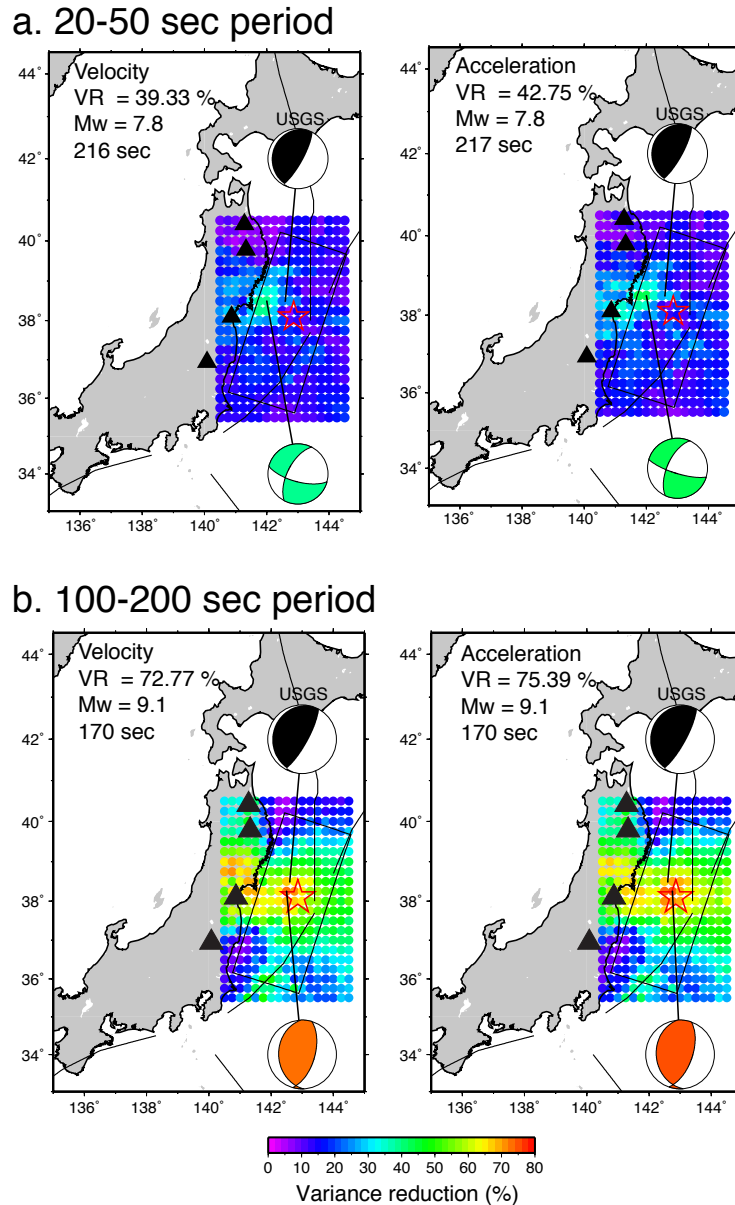 a. 20-50 sec period
Velocity
VR = 39.33 %
Mw = 7.8
216 sec
USGS
44˚
42˚
40˚
38˚
36˚
34˚
136˚ 138˚ 140˚ 142˚ 144˚
Acceleration
VR = 42.75 %
Mw = 7.8
217 sec
USGS
44˚
42˚
40˚
38˚
36˚
34˚
136˚ 138˚ 140˚ 142˚ 144˚
b. 100-200 sec period
Velocity
VR = 72.77 %
Mw = 9.1
170 sec
USGS
44˚
42˚
40˚
38˚
36˚
34˚
136˚ 138˚ 140˚ 142˚ 144˚
Acceleration
VR = 75.39 %
Mw = 9.1
170 sec
USGS
44˚
42˚
40˚
38˚
36˚
34˚
136˚ 138˚ 140˚ 142˚ 144˚
0 10 20 30 40 50 60 70 80
Variance reduction (%)